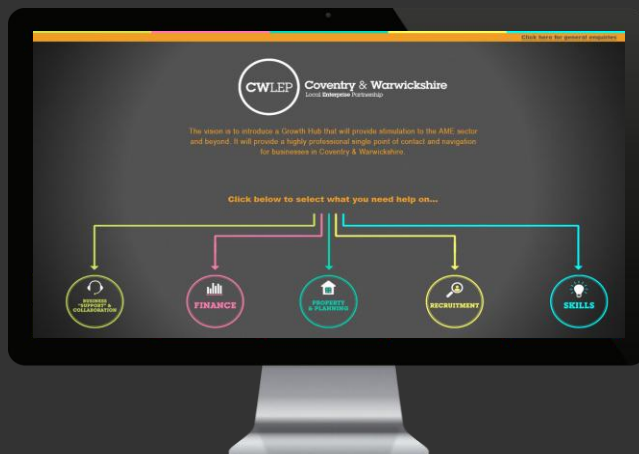 Click here for general enquiries
CWLEP
Coventry & Warwickshire
Local Enterprise Partnership
The vision is to introduce a Growth Hub that will provide stimulation to the AME sector
and beyond. It will provide a highly professional single point of contact and navigation
for businesses in Coventry & Warwickshire.
Click below to select what you need help on...
BUSINESS
"SUPPORT" &
COLLABORATION
FINANCE
PROPERTY
& PLANNING
RECRUITMENT
SKILLS